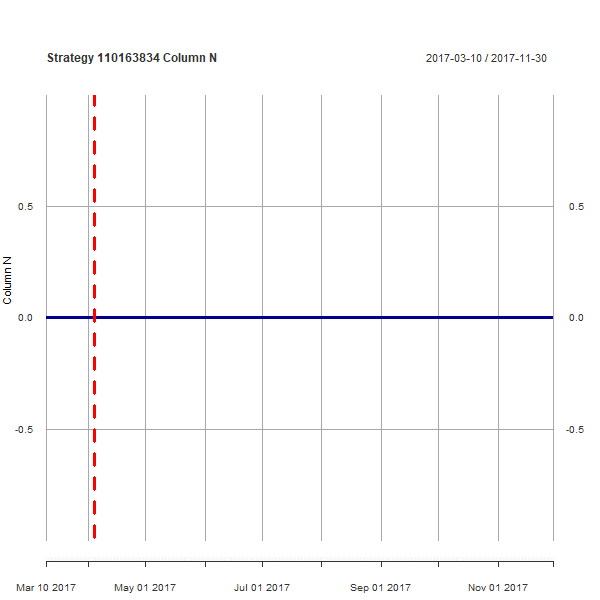 Strategy 110163834 Column N
2017-03-10 / 2017-11-30
0.5 0.5
Column N
0.0 0.0
-0.5 -0.5
Mar 10 2017 May 01 2017 Jul 01 2017 Sep 01 2017 Nov 01 2017